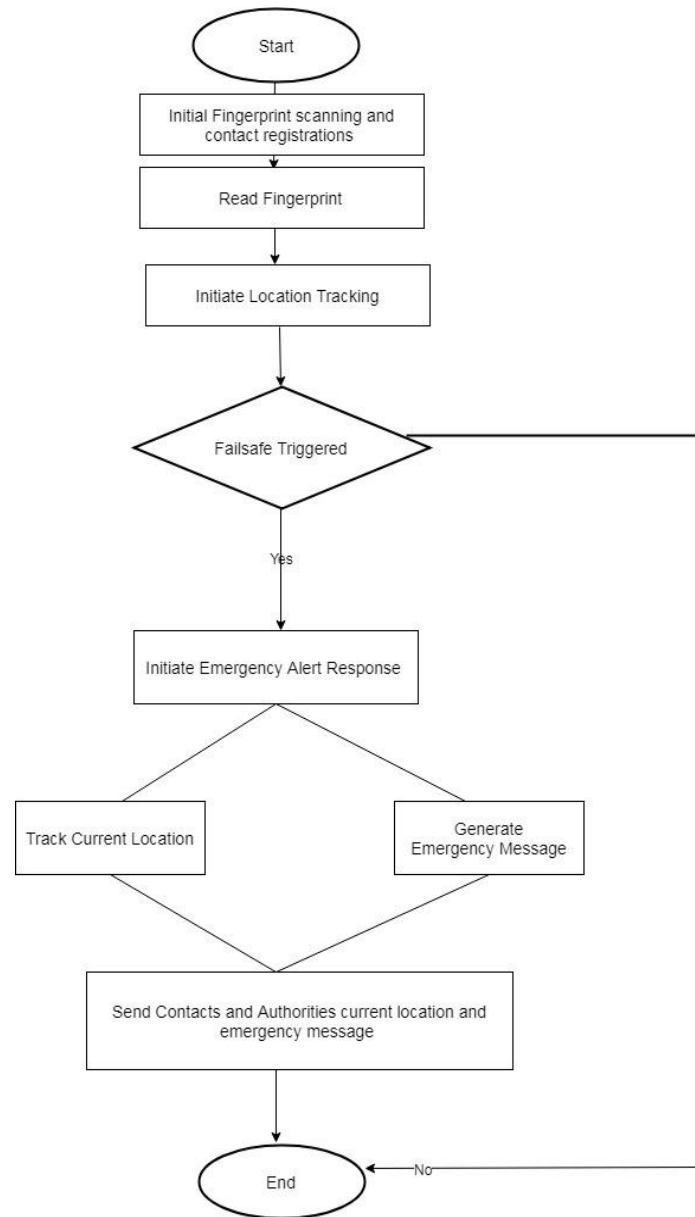 Start
Initial Fingerprint scanning and
contact registrations
Read Fingerprint
Initiate Location Tracking
Failsafe Triggered
Yes
Initiate Emergency Alert Response
Track Current Location
Generate
Emergency Message
Send Contacts and Authorities current location and
emergency message
End
No